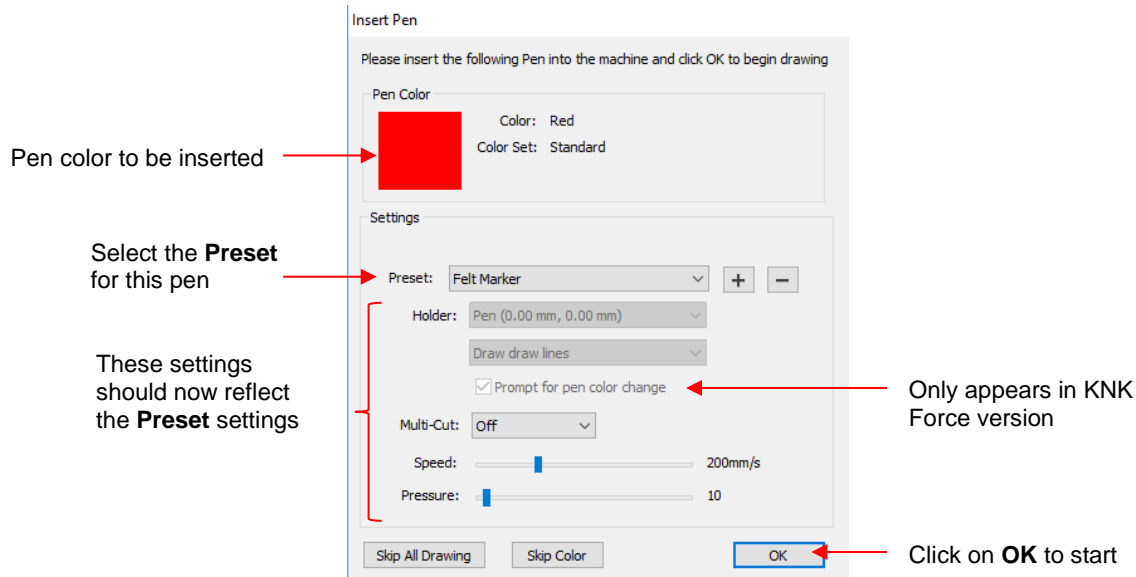 Insert Pen
Please insert the following Pen into the machine and click OK to begin drawing
Pen Color
Color: Red
Color Set: Standard
Pen color to be inserted
Settings
Select the Preset
for this pen
Preset: Felt Marker
+ −
Holder: Pen (0.00 mm, 0.00 mm)
Draw draw lines
These settings
should now reflect
the Preset settings
Prompt for pen color change
Only appears in KNK
Force version
Multi-Cut: Off
Speed: 200mm/s
Pressure: 10
Skip All Drawing Skip Color OK
Click on OK to start